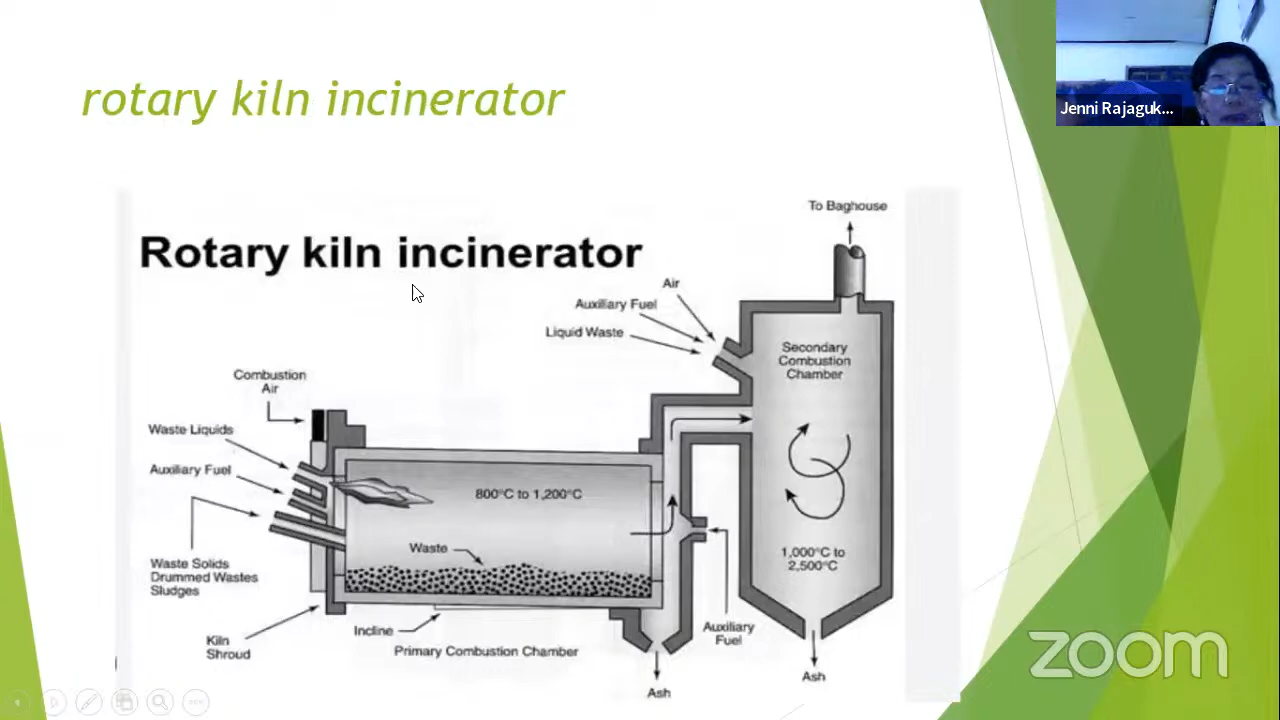 rotary kiln incinerator
Jenni Rajaguk...
Rotary kiln incinerator
To Baghouse
Air
Auxiliary Fuel
Liquid Waste
Secondary
Combustion
Chamber
Combustion
Air
Waste Liquids
Auxiliary Fuel
800°C to 1,200°C
Waste
1,000°C to
2,500°C
Waste Solids
Drummed Wastes
Sludges
Kiln
Shroud
Incline
Primary Combustion Chamber
Auxiliary
Fuel
Ash
Ash
zoom